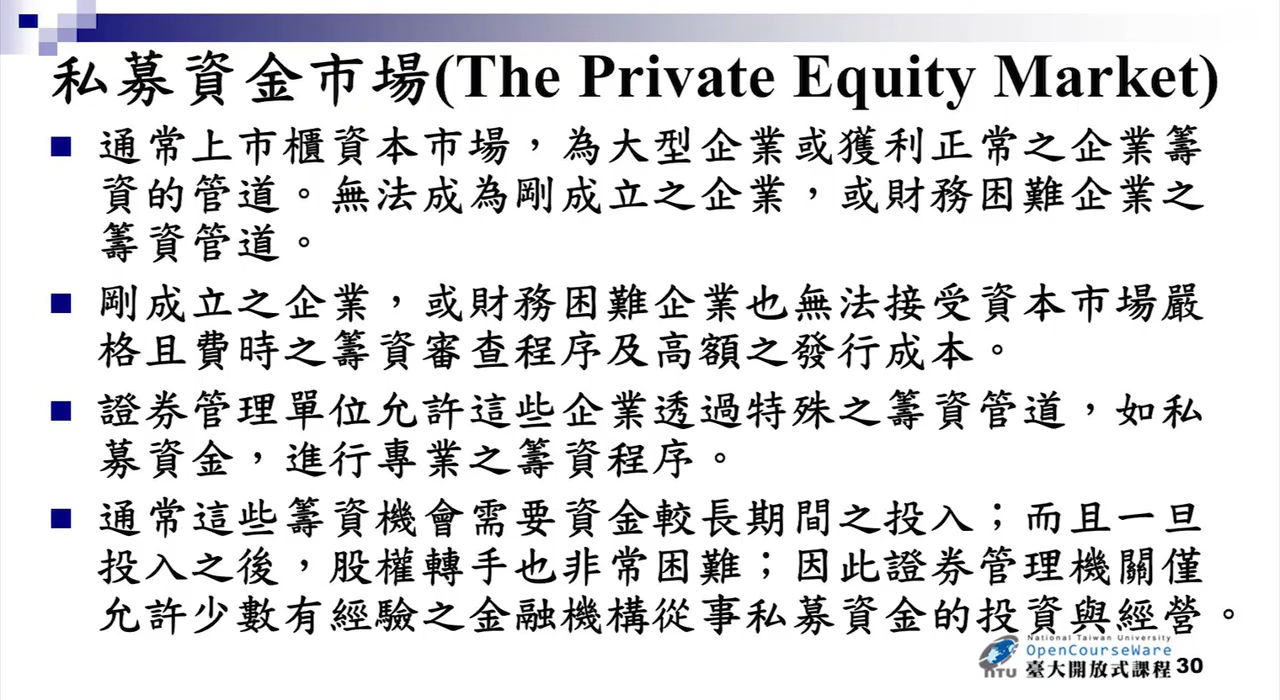 私募資金市場(The Private Equity Market)
通常上市櫃資本市場，為大型企業或獲利正常之企業籌
資的管道。無法成為剛成立之企業，或財務困難企業之
籌資管道。
剛成立之企業，或財務困難企業也無法接受資本市場嚴
格且費時之籌資審查程序及高額之發行成本。
證券管理單位允許這些企業透過特殊之籌資管道，如私
募資金，進行專業之籌資程序。
通常這些籌資機會需要資金較長期間之投入；而且一旦
投入之後，股權轉手也非常困難；因此證券管理機關僅
允許少數有經驗之金融機構從事私募資金的投資與經營。
National Taiwan University
OpenCourseWare
NTU 臺大開放式課程 30